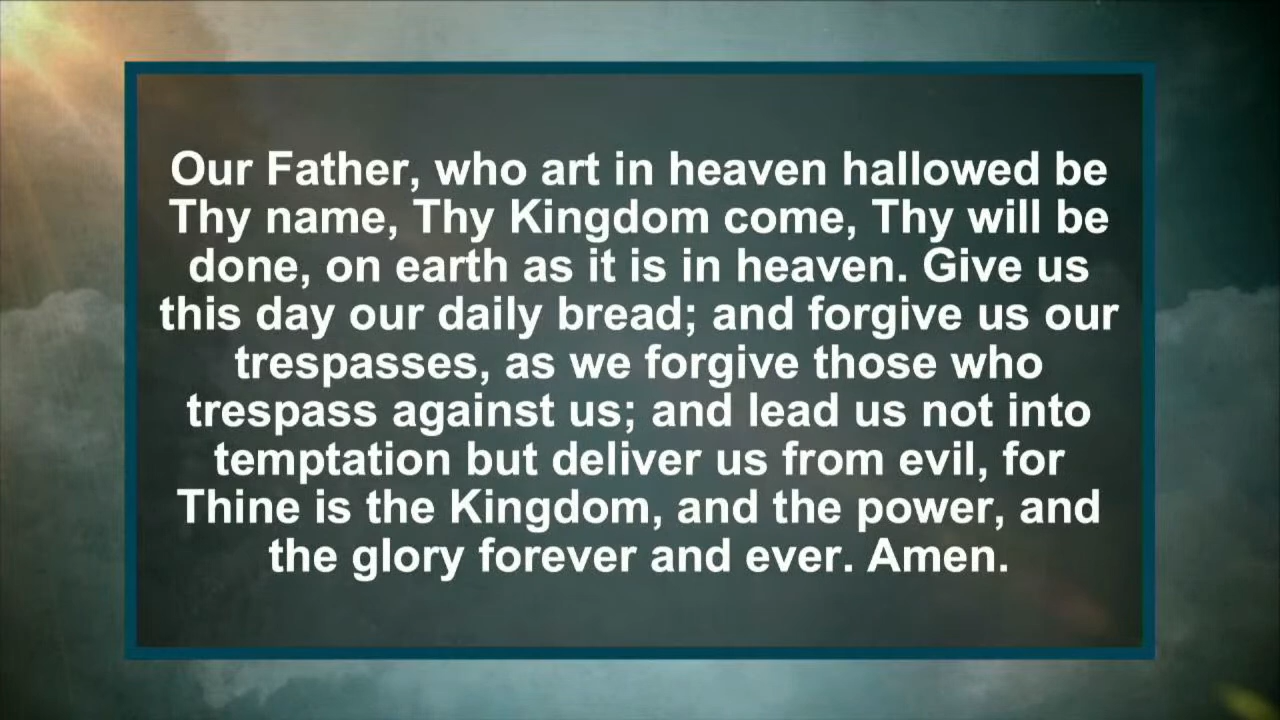 Our Father, who art in heaven hallowed be
Thy name, Thy Kingdom come, Thy will be
done, on earth as it is in heaven. Give us
this day our daily bread; and forgive us our
trespasses, as we forgive those who
trespass against us; and lead us not into
temptation but deliver us from evil, for
Thine is the Kingdom, and the power, and
the glory forever and ever. Amen.